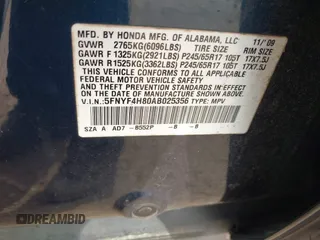 MFD. BY HONDA MFG. OF ALABAMA, LLC. 11/ 09
GVWR 2765KG(6096LBS) TIRE SIZE RIM SIZE
GAWR F 1325KG(2921LBS) P245/65R17 105T 17X7.5J
GAWR R 1525KG(3362LBS) P245/65R17 105T 17X7.5J
THIS VEHICLE CONFORMS TO ALL APPLICABLE
FEDERAL MOTOR VEHICLE SAFETY AND THEFT
PREVENTION STANDARDS IN EFFECT ON THE
DATE OF MANUFACTURE SHOWN ABOVE.
V.I.N.: 5FNYF4H80AB025356 TYPE: MPV
SZA A AD7 - B552P -B -B
DREAMBID